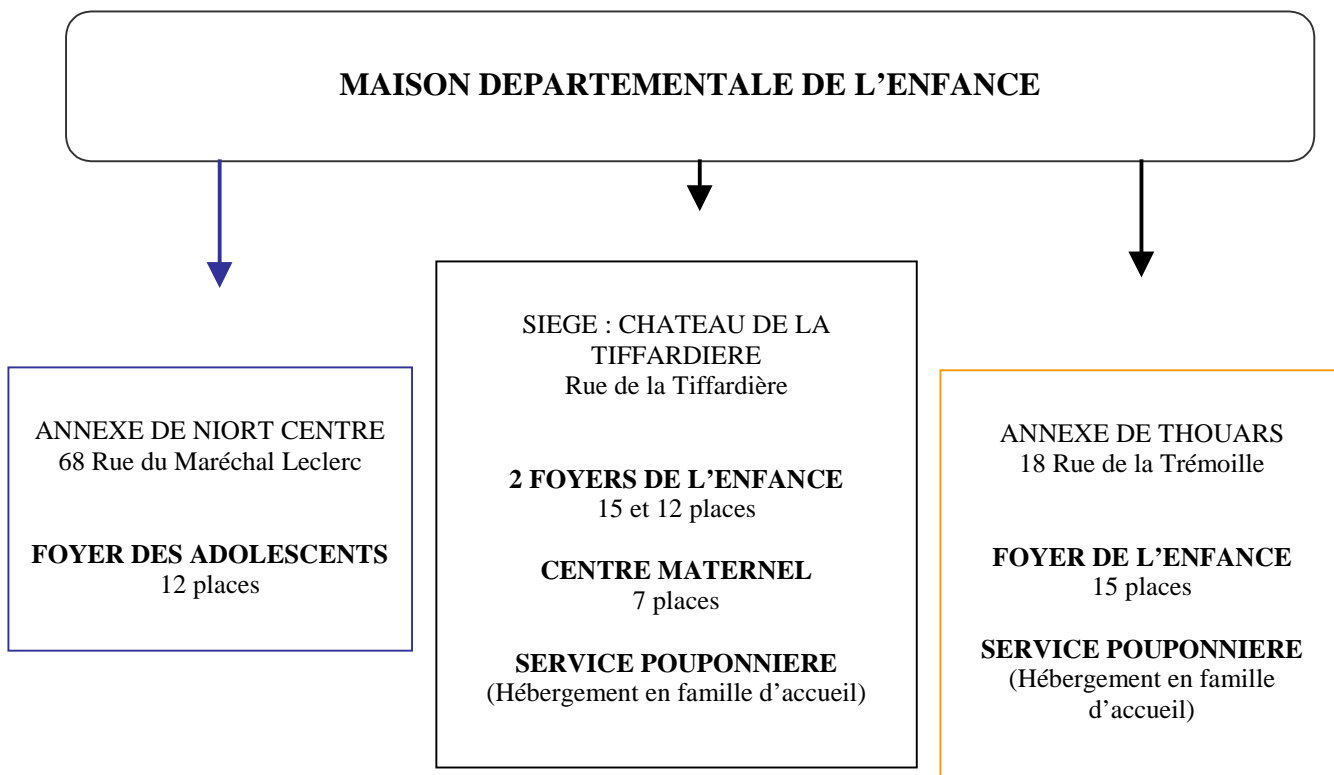 MAISON DEPARTEMENTALE DE L’ENFANCE
ANNEXE DE NIORT CENTRE
68 Rue du Maréchal Leclerc
FOYER DES ADOLESCENTS
12 places
SIEGE : CHATEAU DE LA
TIFFARDIERE
Rue de la Tiffardière
2 FOYERS DE L’ENFANCE
15 et 12 places
CENTRE MATERNEL
7 places
SERVICE POUPONNIERE
(Hébergement en famille d’accueil)
ANNEXE DE THOUARS
18 Rue de la Trémoille
FOYER DE L’ENFANCE
15 places
SERVICE POUPONNIERE
(Hébergement en famille
d’accueil)